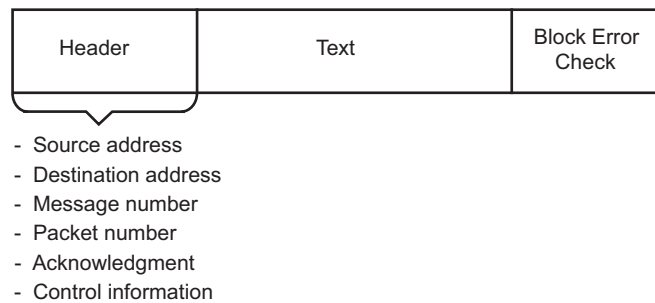 Header
Text
Block Error
Check
- Source address
- Destination address
- Message number
- Packet number
- Acknowledgment
- Control information